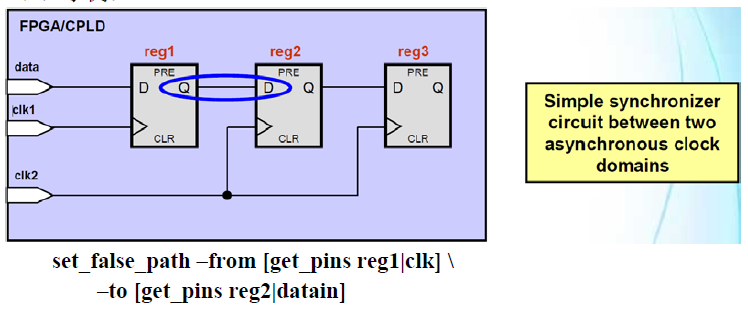 FPGA/CPLD
reg1
reg2
reg3
data
PRE
PRE
PRE
D
Q
D
Q
D
Q
clk1
CLR
CLR
CLR
clk2
Simple synchronizer
circuit between two
asynchronous clock
domains
set_false_path –from [get_pins reg1|clk] \
–to [get_pins reg2|datain]